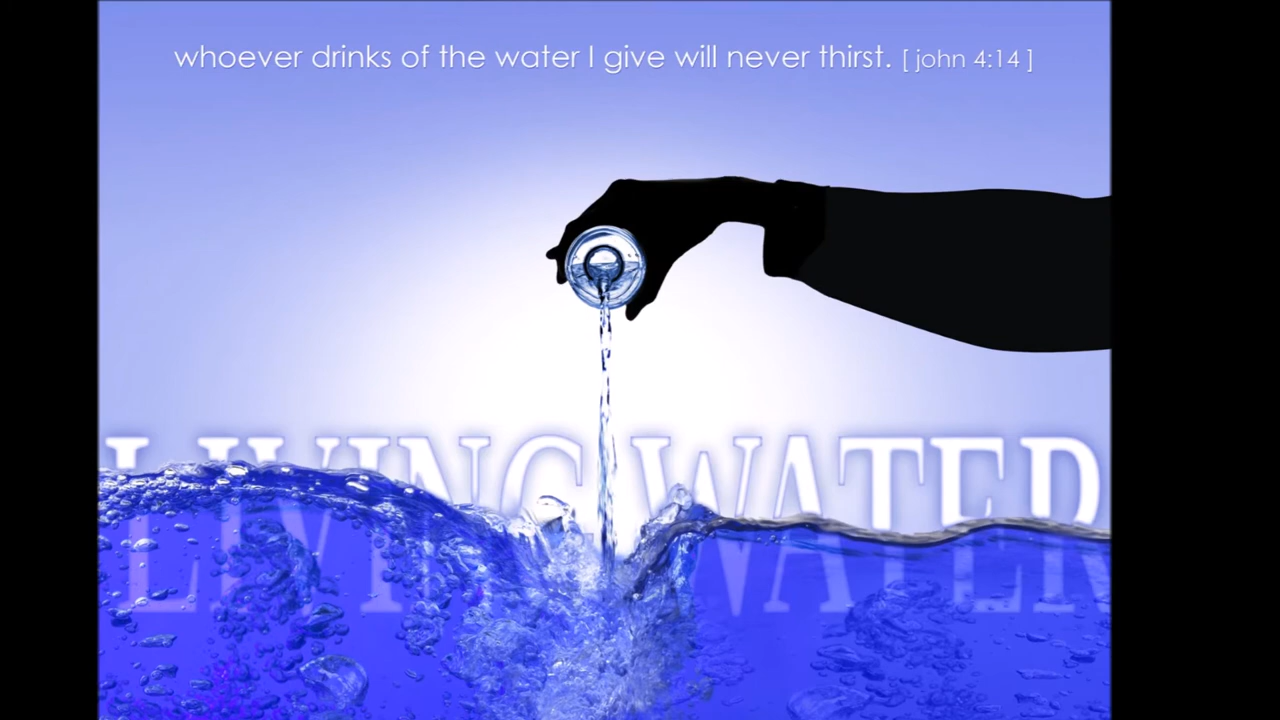 whoever drinks of the water I give will never thirst. [ john 4:14 ]
LIVING WATER